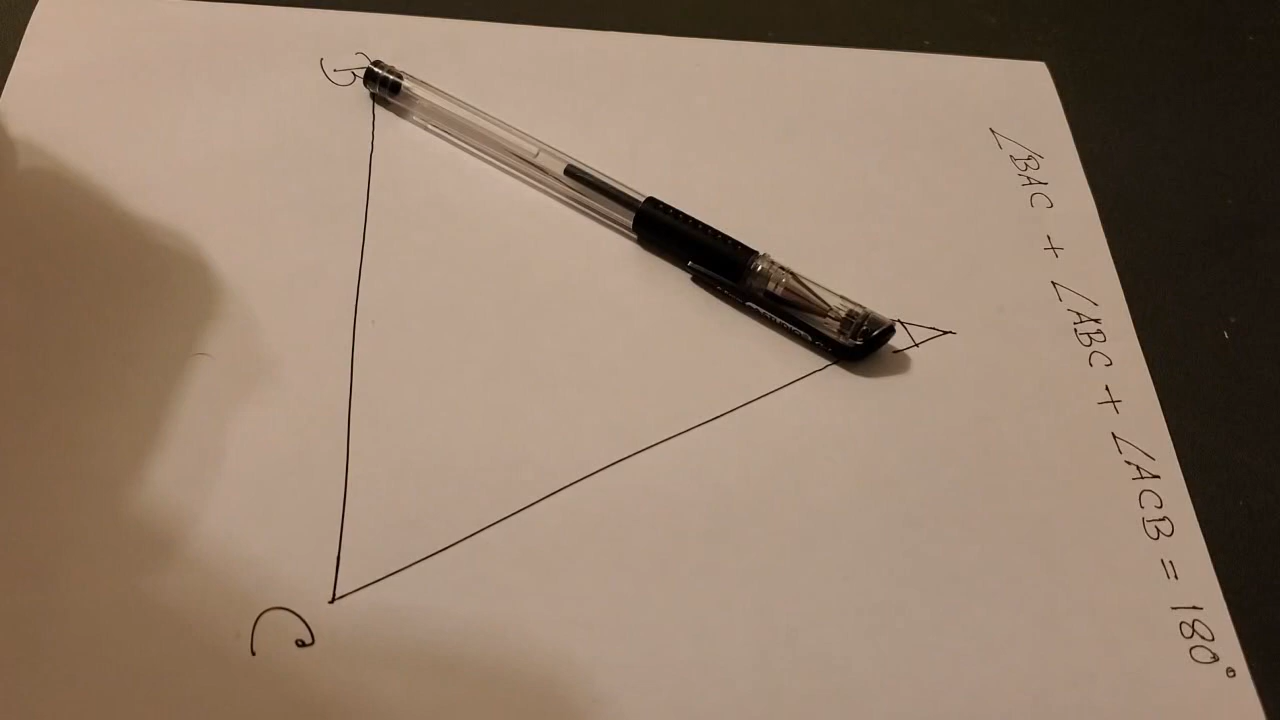 ∠BAC + ∠ABC + ∠ACB = 180°
A
B
C